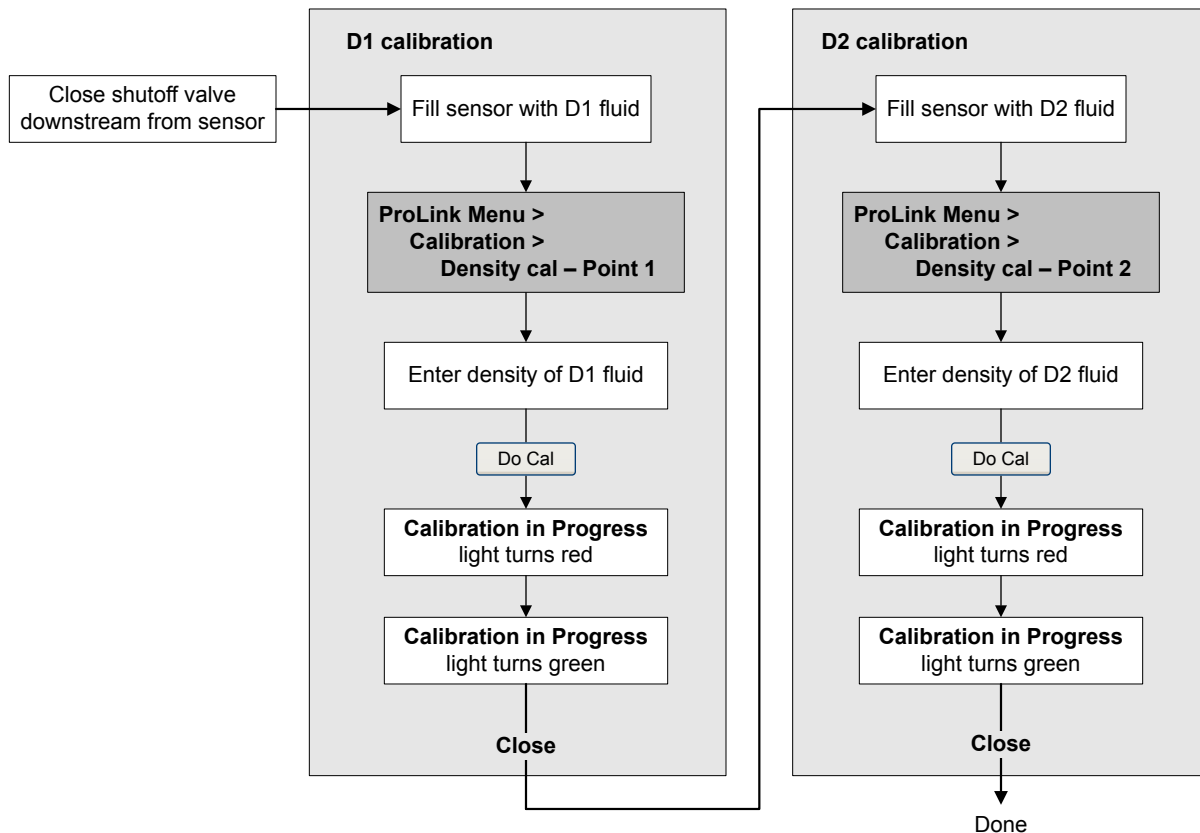 Close shutoff valve
downstream from sensor
D1 calibration
Fill sensor with D1 fluid
ProLink Menu >
Calibration >
Density cal – Point 1
Enter density of D1 fluid
Do Cal
Calibration in Progress
light turns red
Calibration in Progress
light turns green
Close
D2 calibration
Fill sensor with D2 fluid
ProLink Menu >
Calibration >
Density cal – Point 2
Enter density of D2 fluid
Do Cal
Calibration in Progress
light turns red
Calibration in Progress
light turns green
Close
Done